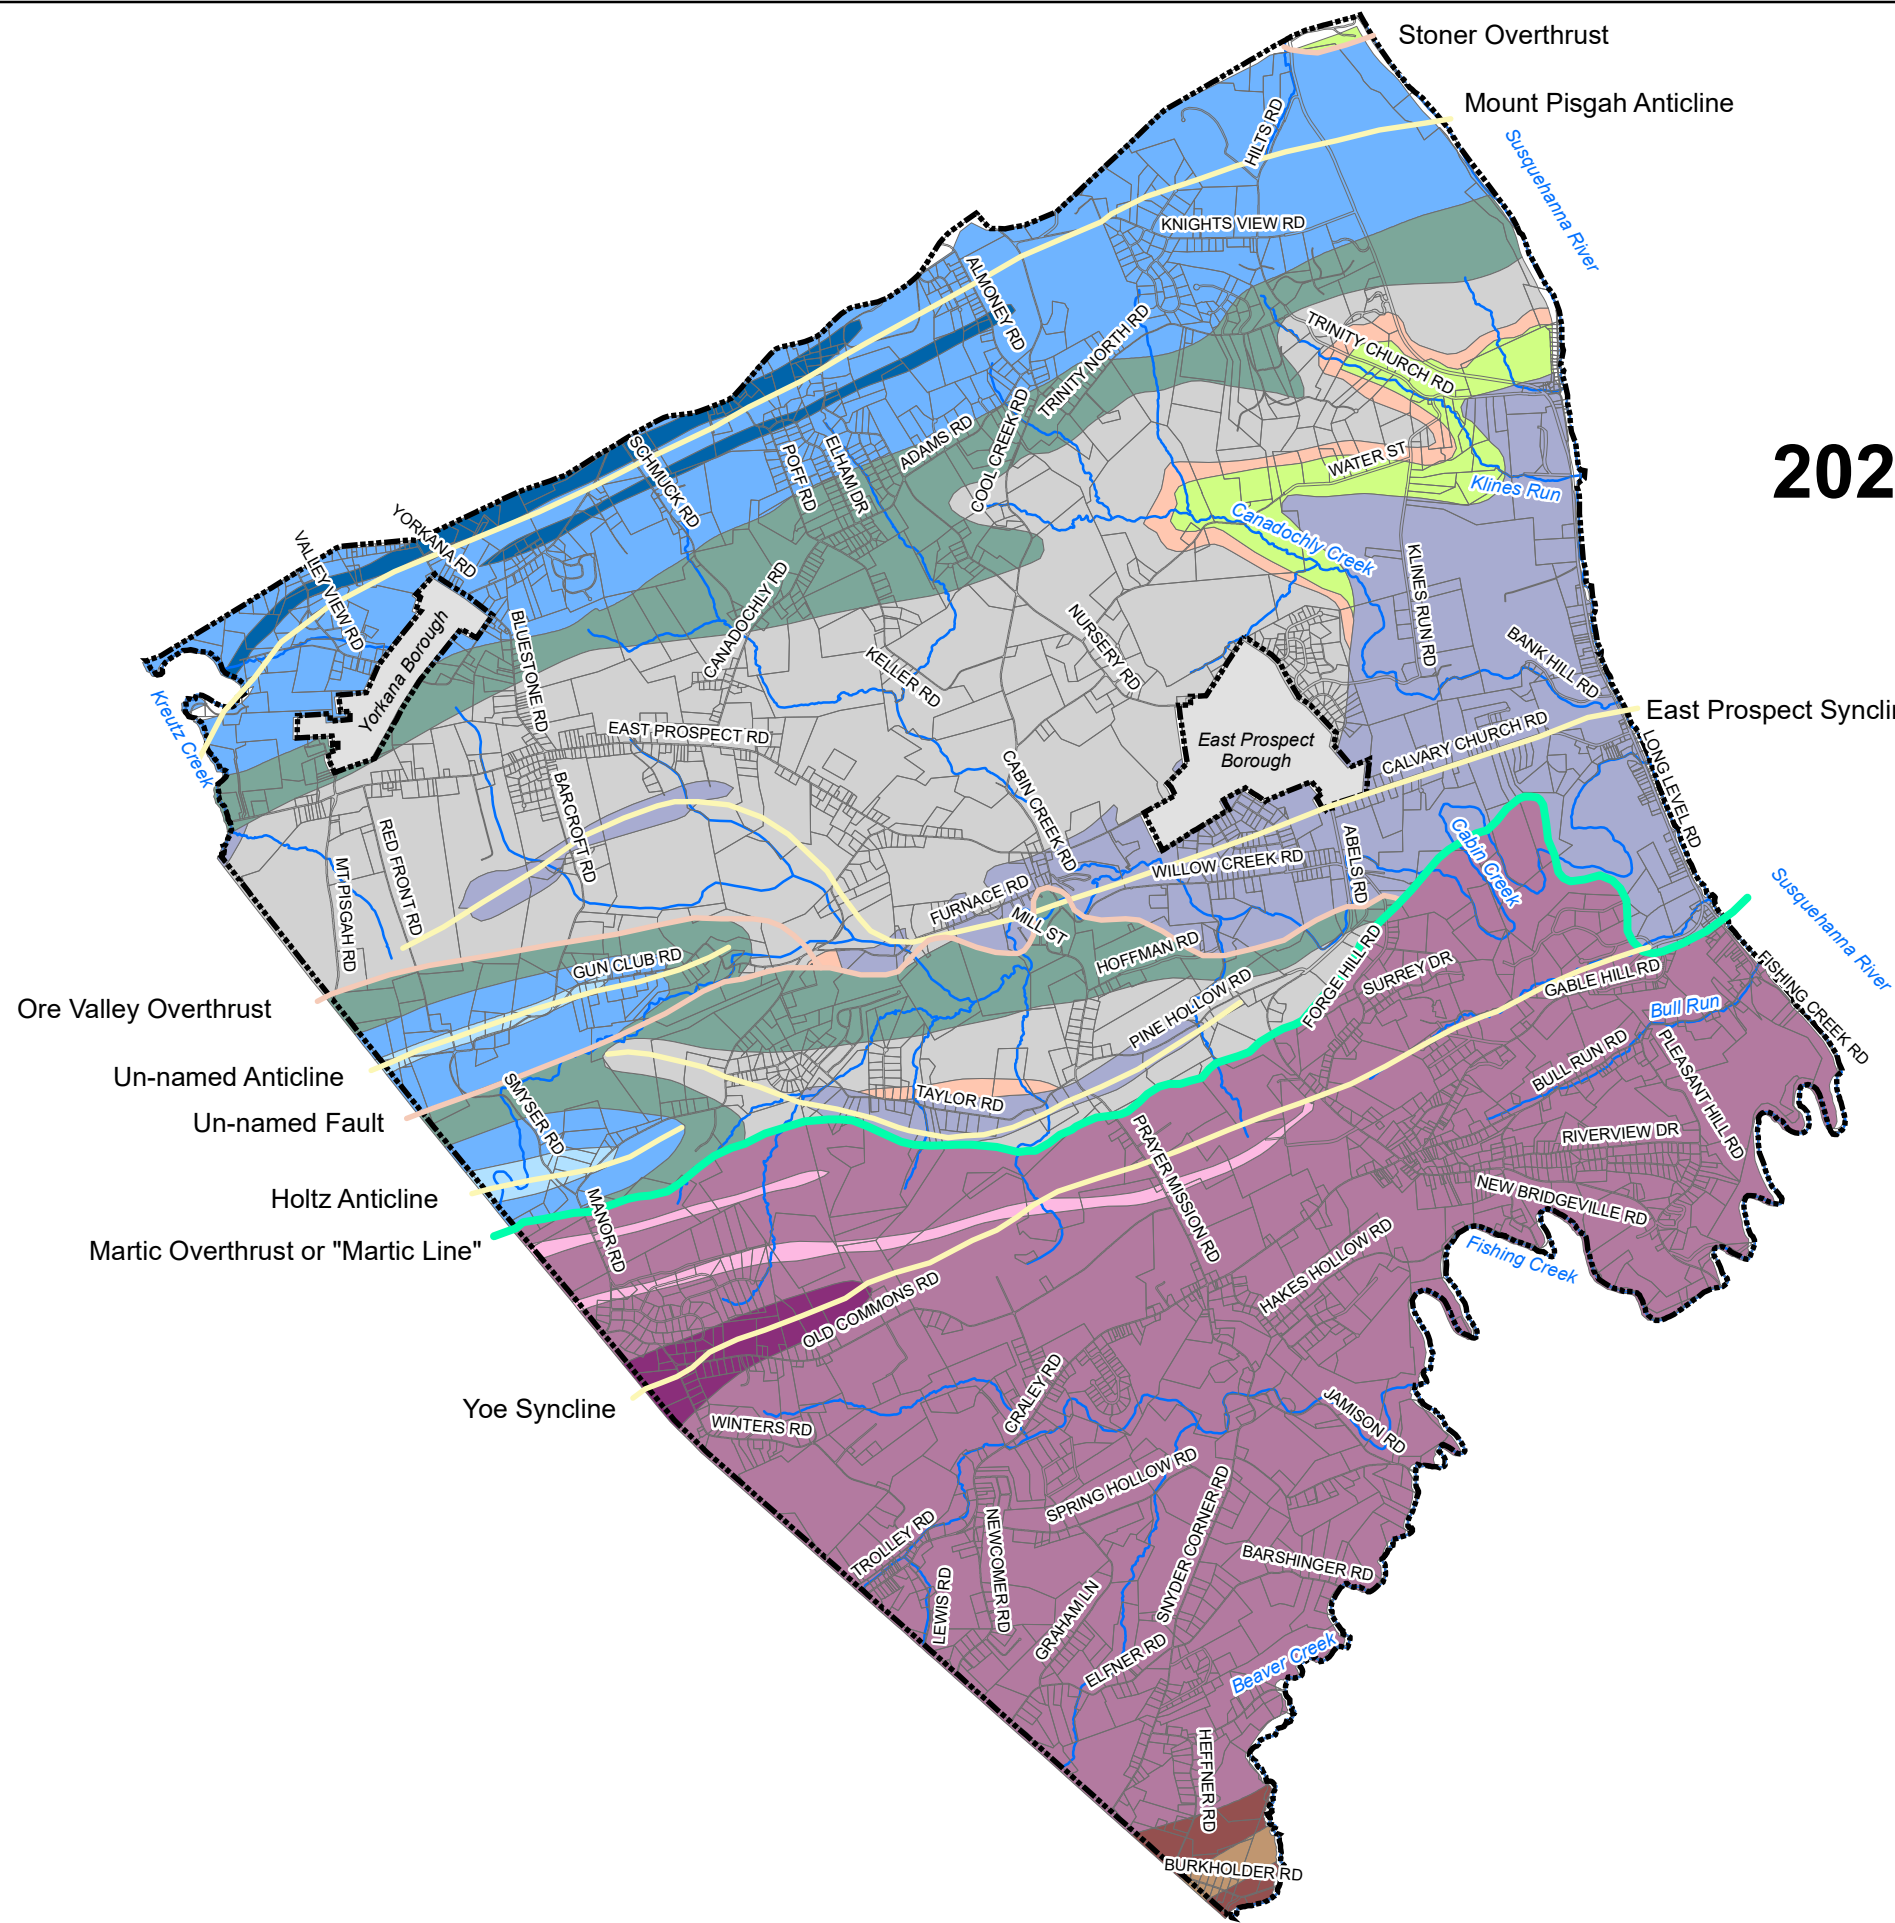 Stoner Overthrust
Mount Pisgah Anticline
Susquehanna River
HILTS RD
KNIGHTS VIEW RD
ALMONEY RD
TRINITY NORTH RD
TRINITY CHURCH RD
COOL CREEK RD
ADAMS RD
ELHAM DR
POFF RD
SCHMUCK RD
WATER ST
202
Klines Run
Canadochly Creek
YORKANA RD
VALLEY VIEW RD
Yorkana Borough
BLUESTONE RD
CANADOCHLY RD
KELLER RD
NURSERY RD
KLINES RUN RD
BANK HILL RD
Kreutz Creek
EAST PROSPECT RD
East Prospect
Borough
CALVARY CHURCH RD
East Prospect Synclin
LONG LEVEL RD
CABIN CREEK RD
BARCROFT RD
RED FRONT RD
MT PISGAH RD
WILLOW CREEK RD
ABELS RD
Cabin Creek
FURNACE RD
MILL ST
HOFFMAN RD
GUN CLUB RD
Susquehanna River
FORGE HILL RD
SURREY DR
GABLE HILL RD
FISHING CREEK RD
Ore Valley Overthrust
PINE HOLLOW RD
Bull Run
BULL RUN RD
PLEASANT HILL RD
Un-named Anticline
Un-named Fault
SMYSER RD
TAYLOR RD
PRAYER MISSION RD
RIVERVIEW DR
Holtz Anticline
MANOR RD
NEW BRIDGEVILLE RD
Martic Overthrust or "Martic Line"
Fishing Creek
HAKES HOLLOW RD
OLD COMMONS RD
Yoe Syncline
WINTERS RD
CRALEY RD
JAMISON RD
SPRING HOLLOW RD
SNYDER CORNER RD
TROLLEY RD
NEWCOMER RD
BARSHINGER RD
LEWIS RD
GRAHAM LN
ELFNER RD
Beaver Creek
HEFFNER RD
BURKHOLDER RD